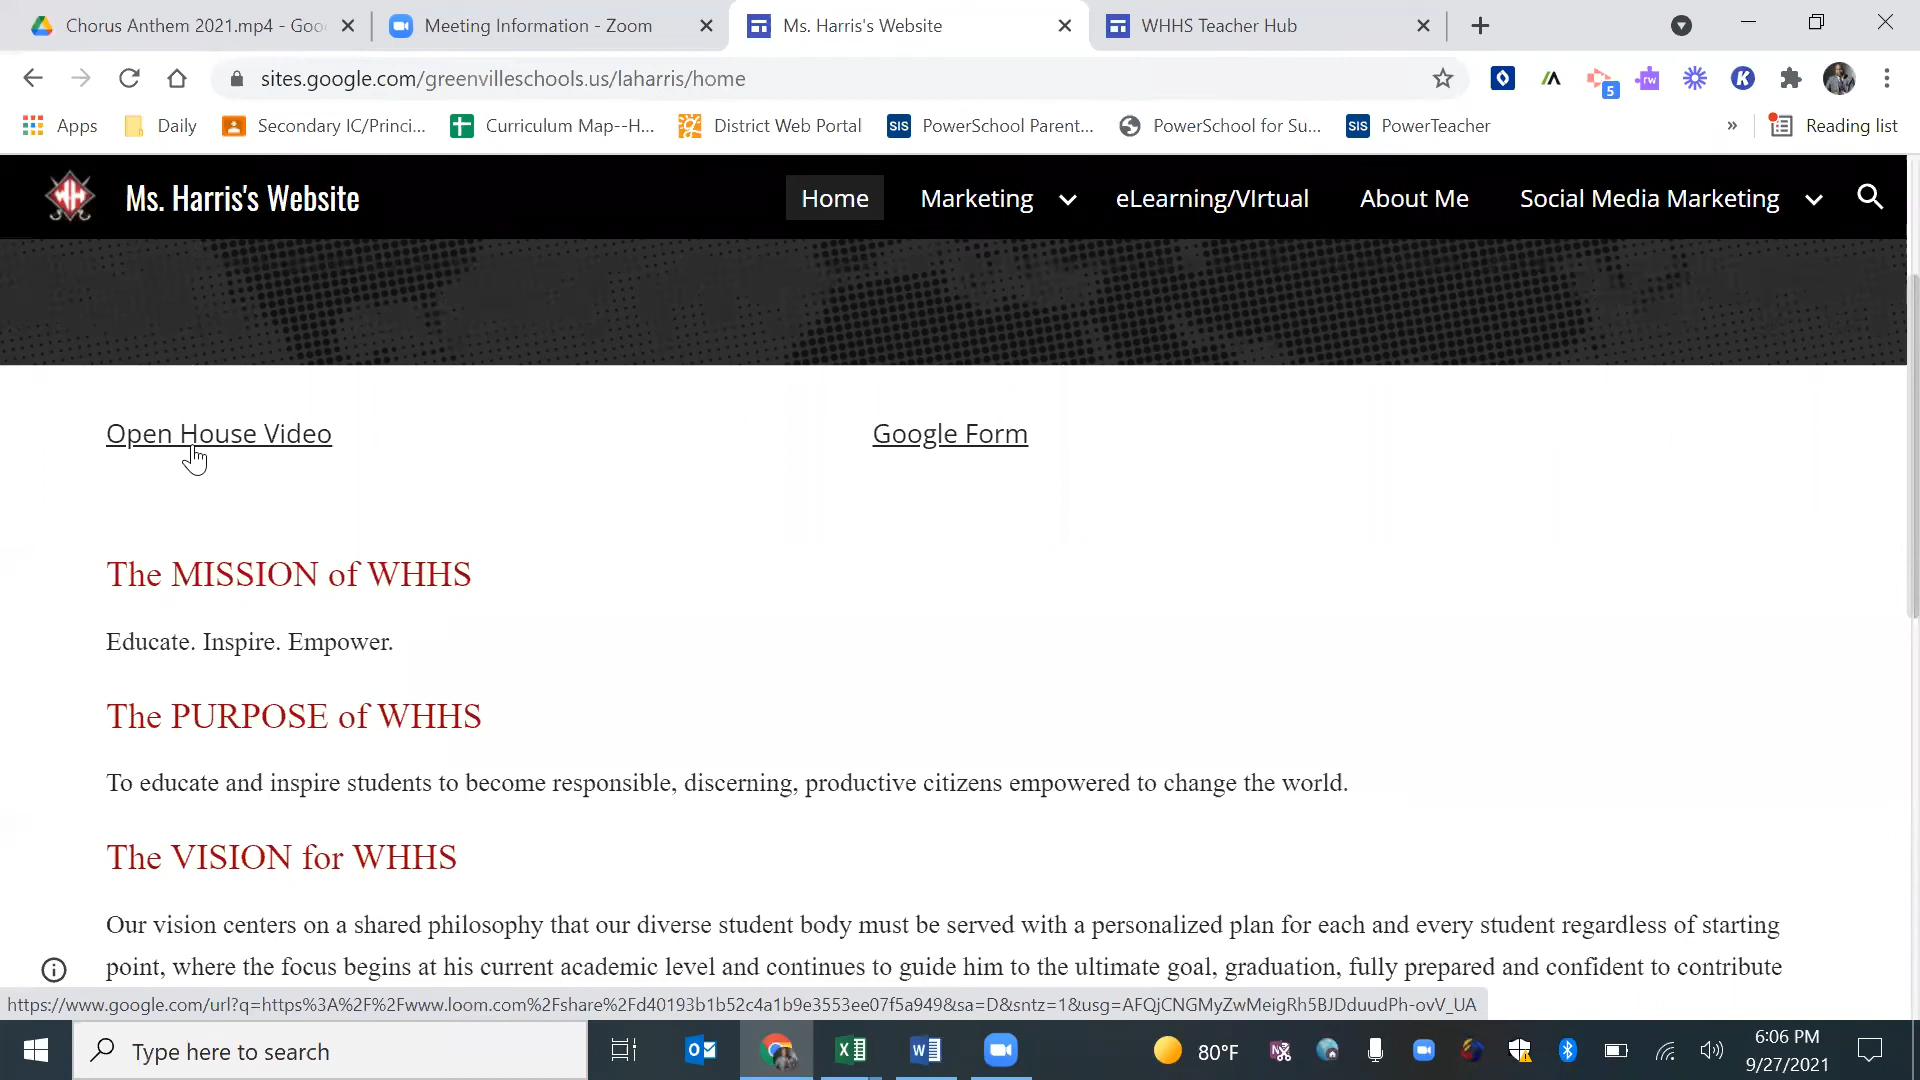 Chorus Anthem 2021.mp4 - Goo
Meeting Information - Zoom
Ms. Harris's Website
WHHS Teacher Hub
sites.google.com/greenvilleschools.us/laharris/home
5
rw
K
Apps
Daily
Secondary IC/Princi...
Curriculum Map--H...
District Web Portal
SIS PowerSchool Parent...
PowerSchool for Su...
SIS PowerTeacher
»
Reading list
WH
Ms. Harris's Website
Home
Marketing
eLearning/VIrtual
About Me
Social Media Marketing
Open House Video
Google Form
The MISSION of WHHS
Educate. Inspire. Empower.
The PURPOSE of WHHS
To educate and inspire students to become responsible, discerning, productive citizens empowered to change the world.
The VISION for WHHS
Our vision centers on a shared philosophy that our diverse student body must be served with a personalized plan for each and every student regardless of starting
point, where the focus begins at his current academic level and continues to guide him to the ultimate goal, graduation, fully prepared and confident to contribute
https://www.google.com/url?q=https%3A%2F%2Fwww.loom.com%2Fshare%2Fd40193b1b52c4a1b9e3553ee07f5a949&sa=D&sntz=1&usg=AFQjCNGMyZwMeigRh5BJDduudPh-ovV_UA
Type here to search
80°F
6:06 PM
9/27/2021